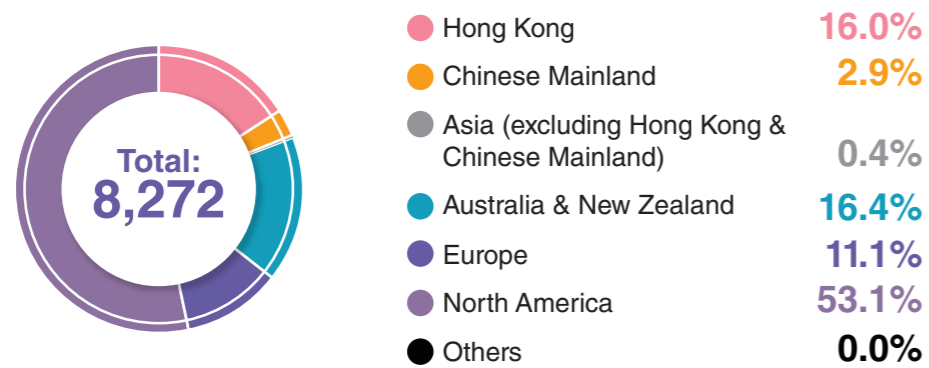 Total:
8,272
Hong Kong 16.0%
Chinese Mainland 2.9%
Asia (excluding Hong Kong &
Chinese Mainland) 0.4%
Australia & New Zealand 16.4%
Europe 11.1%
North America 53.1%
Others 0.0%